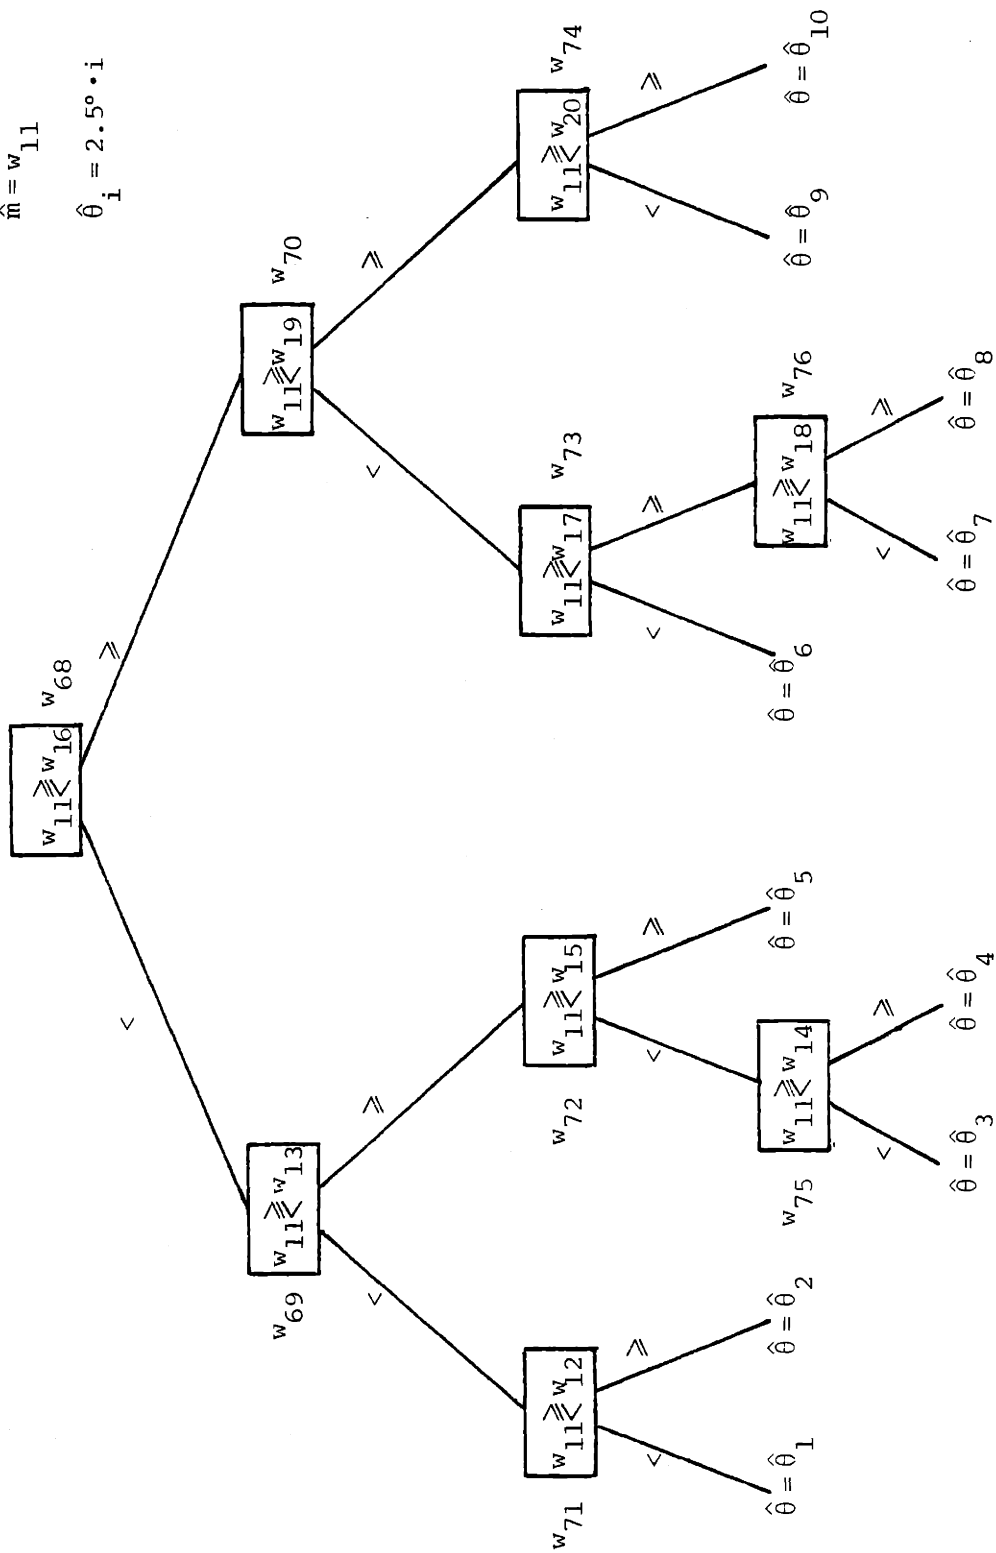 m̂ = w₁₁
θ̂ᵢ = 2.5° • i
w₁₁ ≷ w₁₆ w₆₈
< ≥
w₆₉ w₁₁ ≷ w₁₃
w₁₁ ≷ w₁₉ w₇₀
< ≥ < ≥
w₇₁ w₁₁ ≷ w₁₂
w₇₂ w₁₁ ≷ w₁₅
w₁₁ ≷ w₁₇ w₇₃
w₁₁ ≷ w₂₀ w₇₄
< ≥ < ≥ < ≥ < ≥
θ̂ = θ̂₁ θ̂ = θ̂₂
w₇₅ w₁₁ ≷ w₁₄
θ̂ = θ̂₅ θ̂ = θ̂₆
w₁₁ ≷ w₁₈ w₇₆
θ̂ = θ̂₉ θ̂ = θ̂₁₀
< ≥ < ≥
θ̂ = θ̂₃ θ̂ = θ̂₄ θ̂ = θ̂₇ θ̂ = θ̂₈